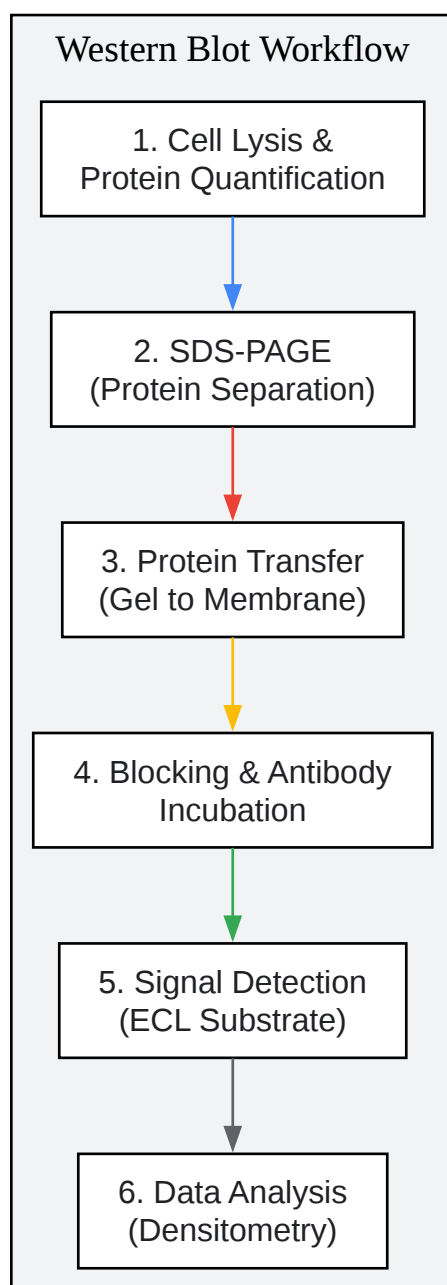 Western Blot Workflow
1. Cell Lysis &
Protein Quantification
2. SDS-PAGE
(Protein Separation)
3. Protein Transfer
(Gel to Membrane)
4. Blocking & Antibody
Incubation
5. Signal Detection
(ECL Substrate)
6. Data Analysis
(Densitometry)